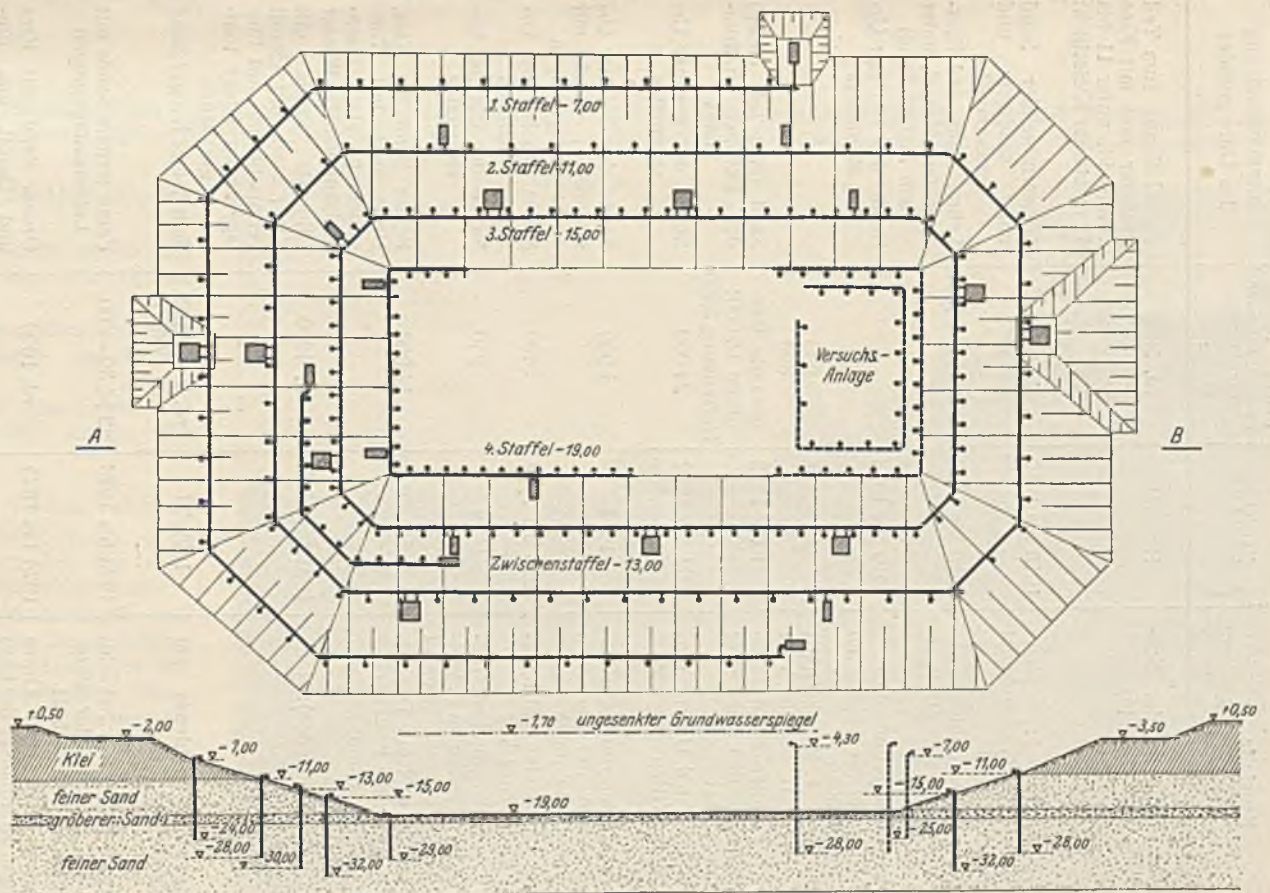 1. Staffel - 7,00
2. Staffel - 11,00
3. Staffel - 15,00
Versuchs-
Anlage
A
B
4. Staffel - 19,00
Zwischenstaffel - 13,00
+0,50
-2,00
-1,70 ungesenkter Grundwasserspiegel
-4,30
-7,00
-3,50
+0,50
Klei
-7,00
-11,00
-13,00
-15,00
-11,00
-15,00
feiner Sand
gröberer Sand
-19,00
-24,00
-28,00
-30,00
-32,00
-29,00
-28,00
-25,00
-32,00
-28,00
feiner Sand